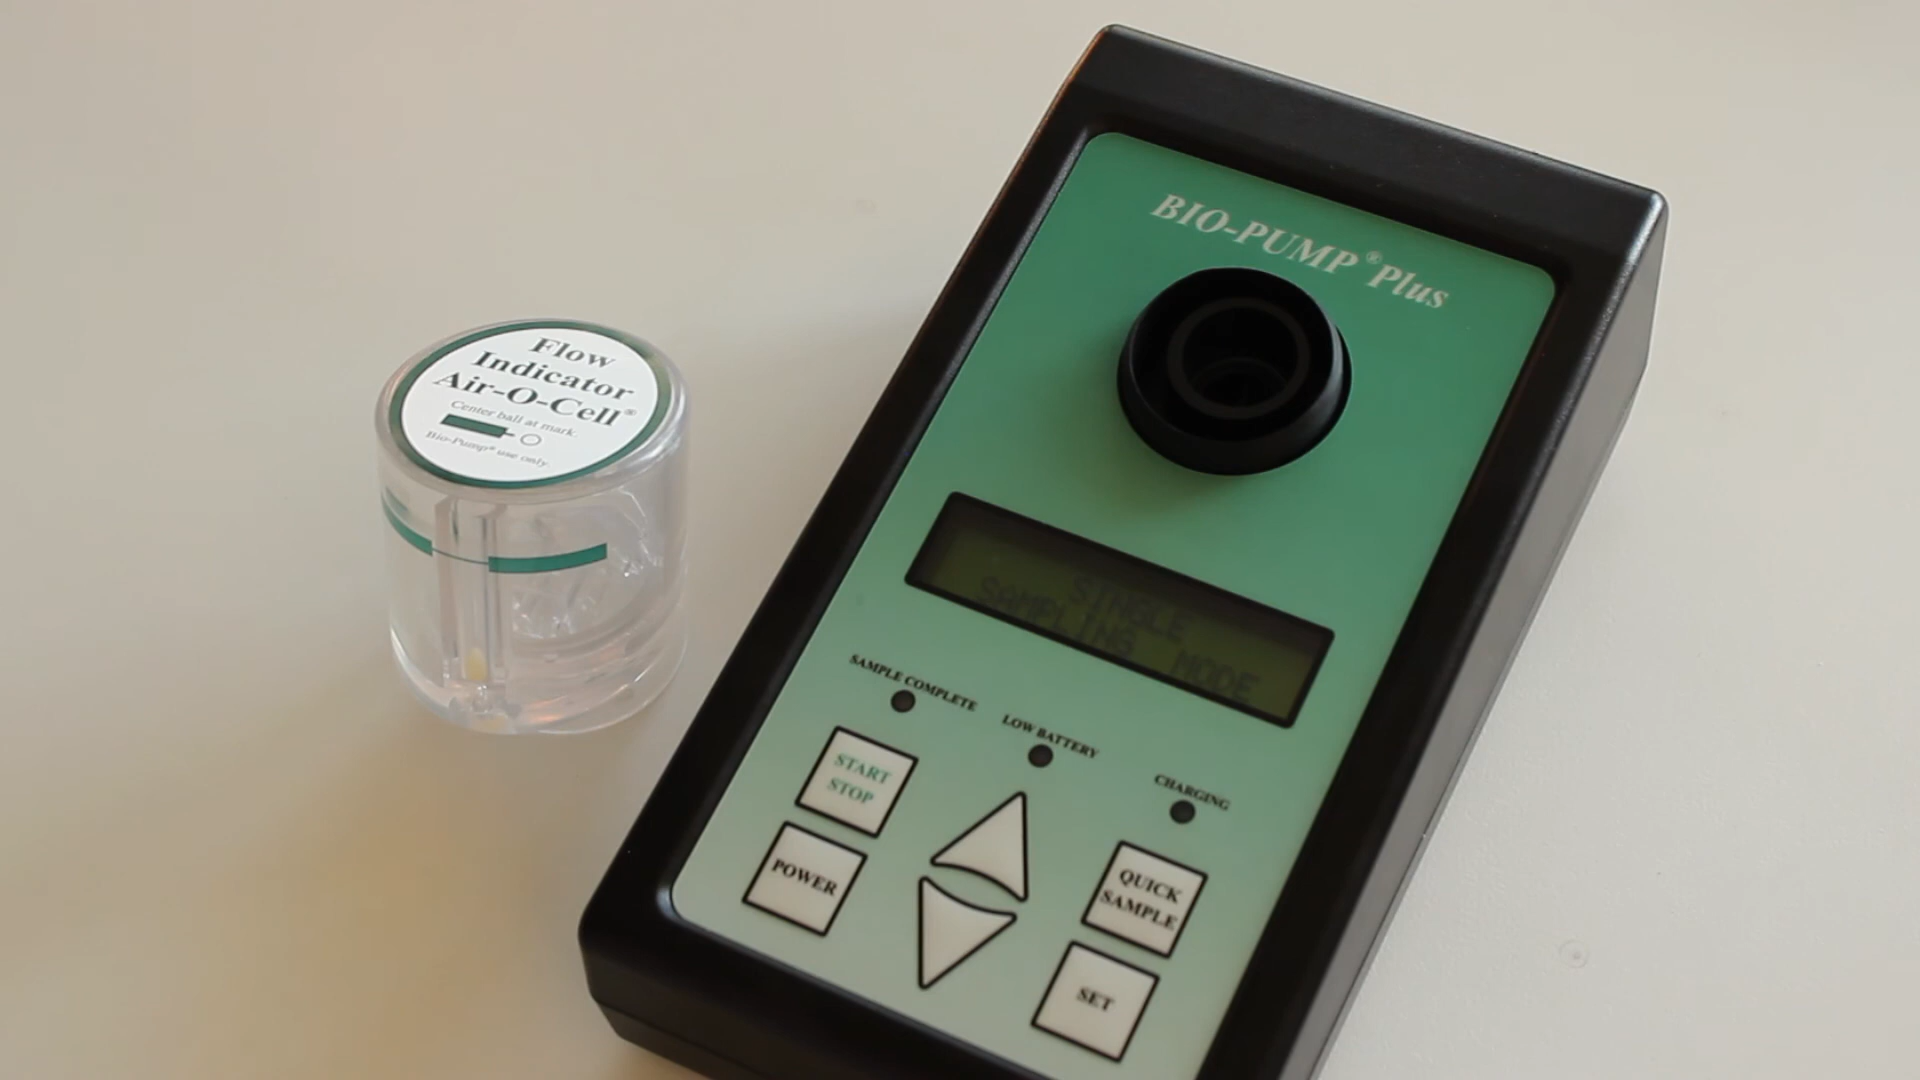 Flow
Indicator
Air-O-Cell®
Center ball at mark.
Bio-Pump® use only.
BIO-PUMP® Plus
SINGLE
SAMPLING MODE
SAMPLE COMPLETE
LOW BATTERY
CHARGING
START
STOP
POWER
QUICK
SAMPLE
SET